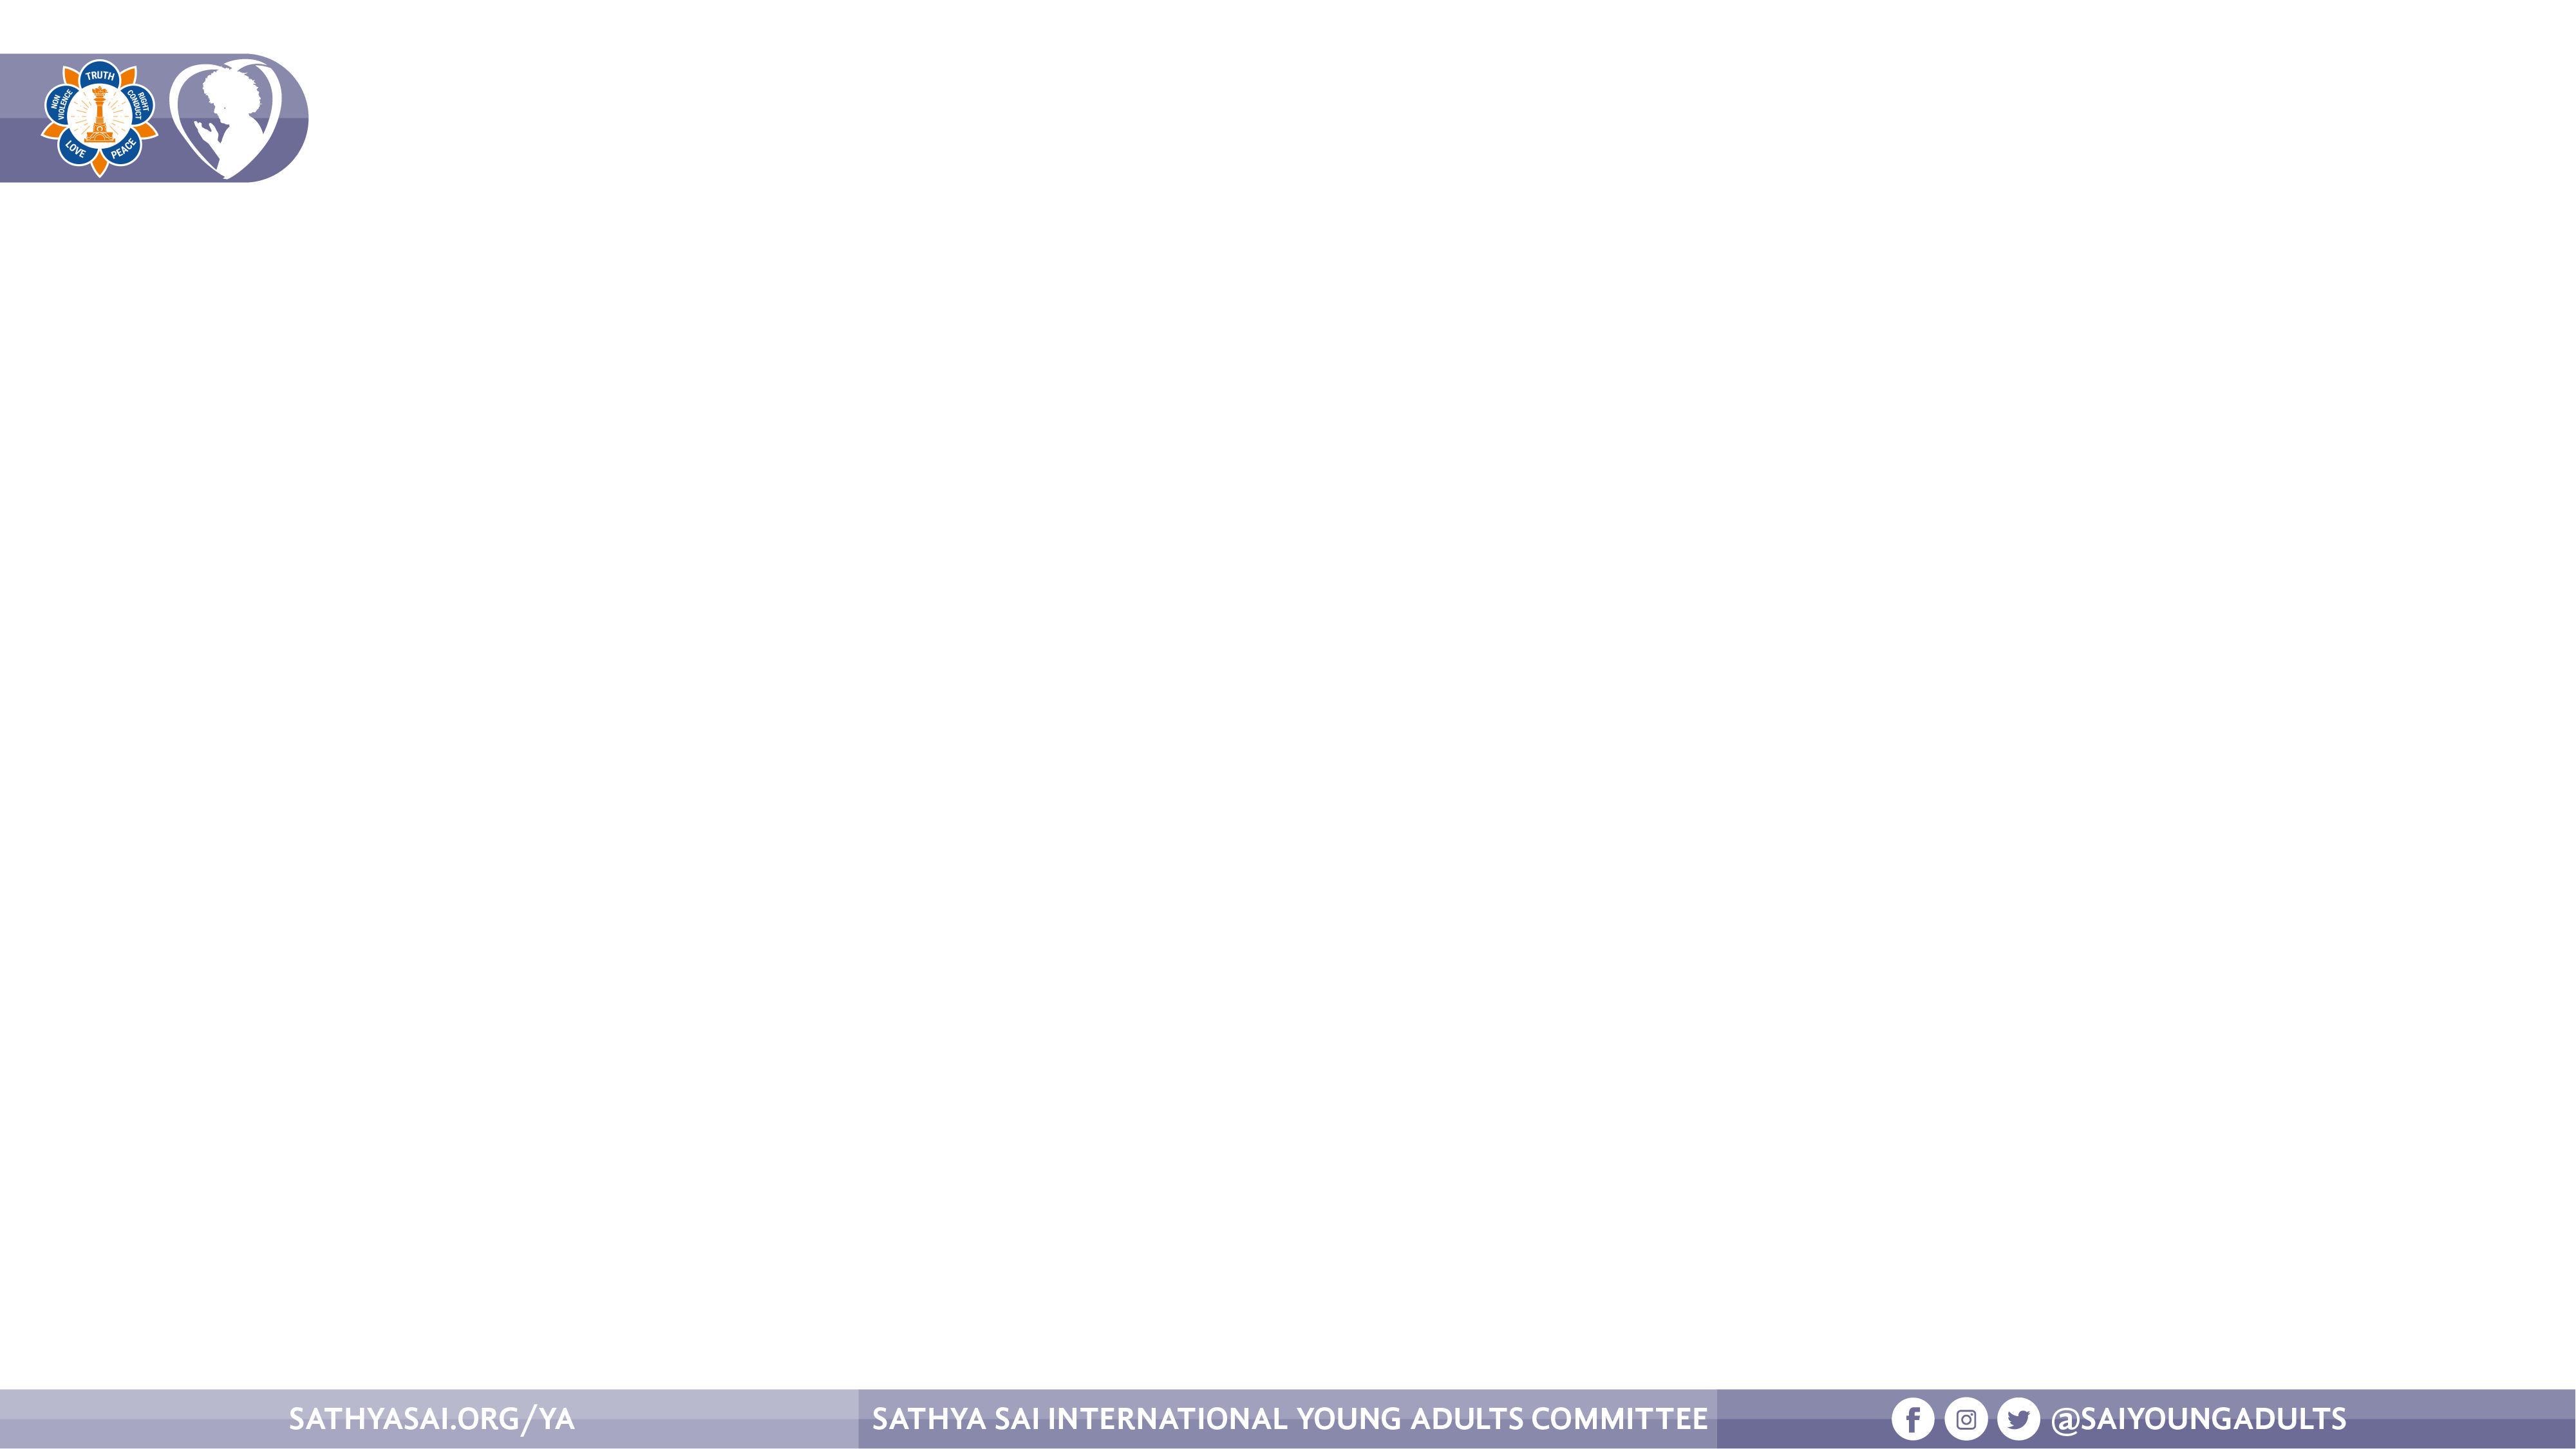 TRUTH
NON VIOLENCE
RIGHT CONDUCT
LOVE
PEACE
SATHYASAI.ORG/YA
SATHYA SAI INTERNATIONAL YOUNG ADULTS COMMITTEE
@SAIYOUNGADULTS